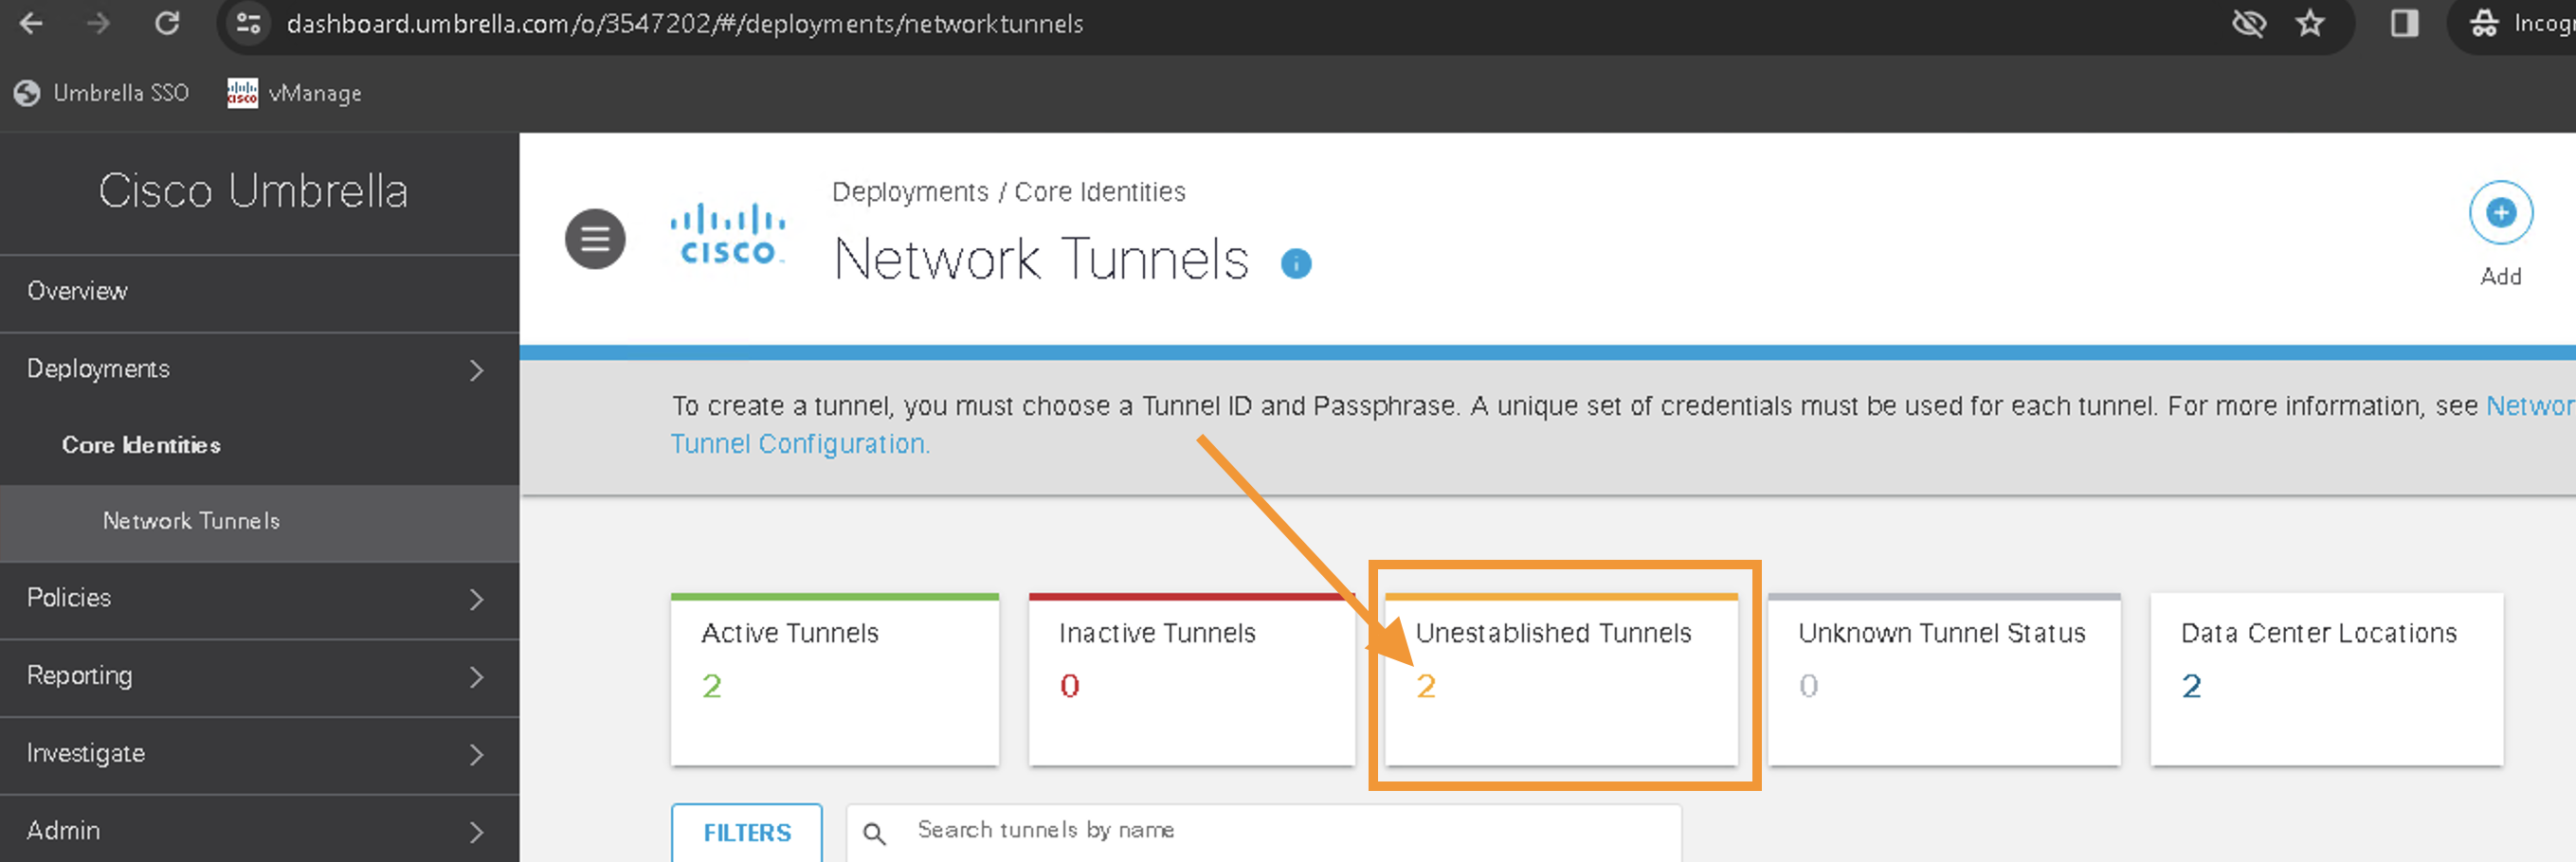 dashboard.umbrella.com/o/3547202/#/deployments/networktunnels
Umbrella SSO
cisco
vManage
Cisco Umbrella
Overview
Deployments
Core Identities
Network Tunnels
Policies
Reporting
Investigate
Admin
CISCO
Deployments / Core Identities
Network Tunnels
Add
To create a tunnel, you must choose a Tunnel ID and Passphrase. A unique set of credentials must be used for each tunnel. For more information, see
Tunnel Configuration.
Active Tunnels
2
Inactive Tunnels
0
Unestablished Tunnels
2
Unknown Tunnel Status
0
Data Center Locations
2
FILTERS
Search tunnels by name